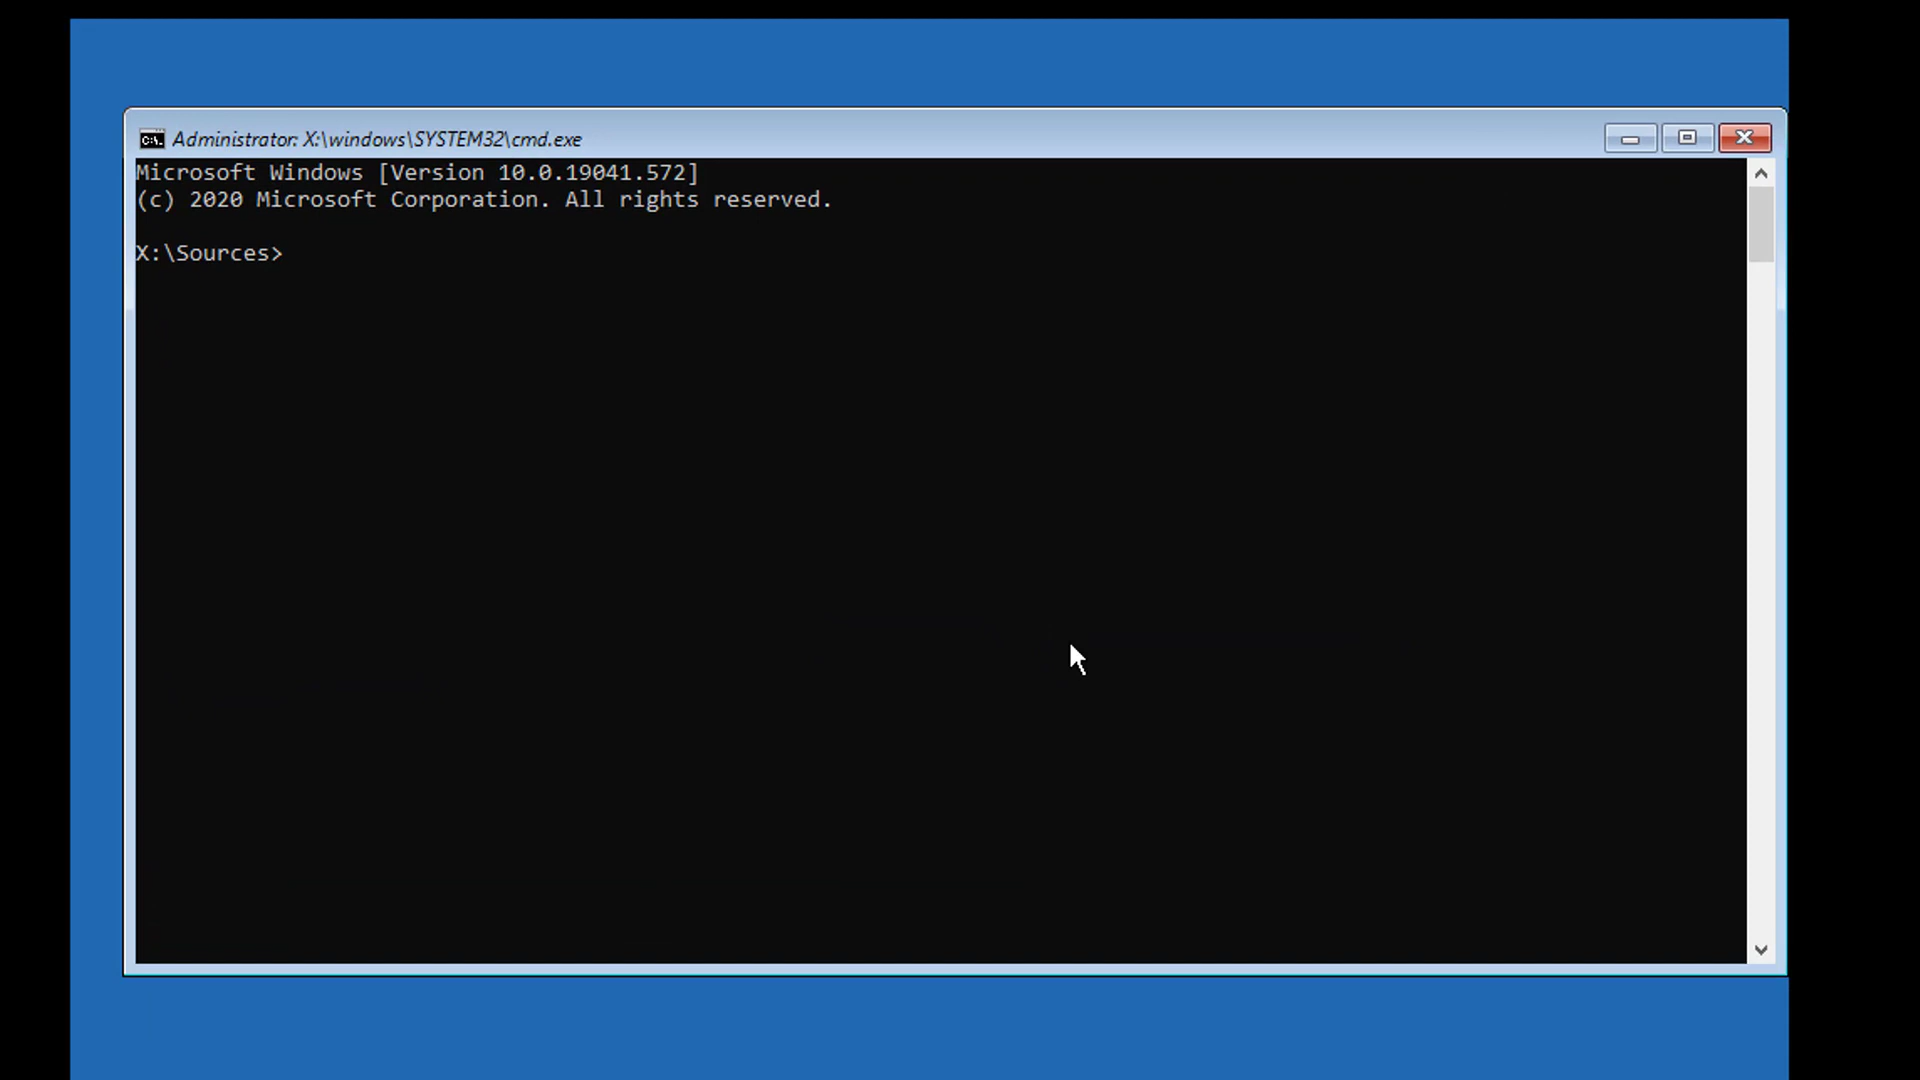 Administrator: X:\windows\SYSTEM32\cmd.exe
Microsoft Windows [Version 10.0.19041.572]
(c) 2020 Microsoft Corporation. All rights reserved.
X:\Sources>